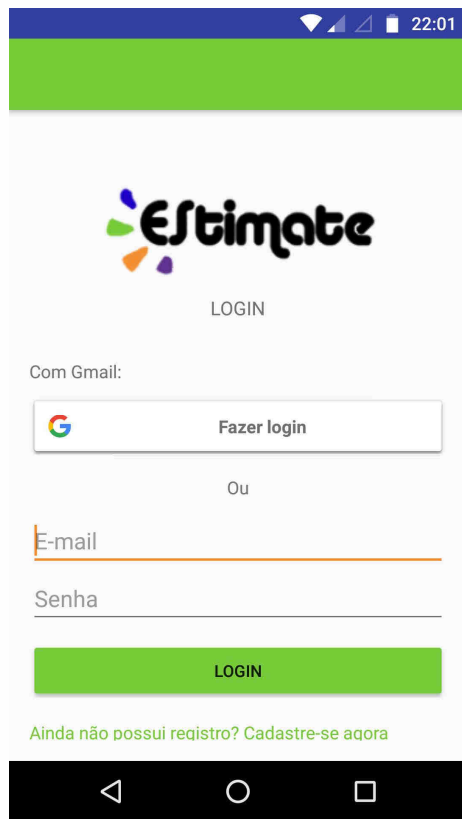 22:01
EStimate
LOGIN
Com Gmail:
Fazer login
Ou
E-mail
Senha
LOGIN
Ainda não possui registro? Cadastre-se agora